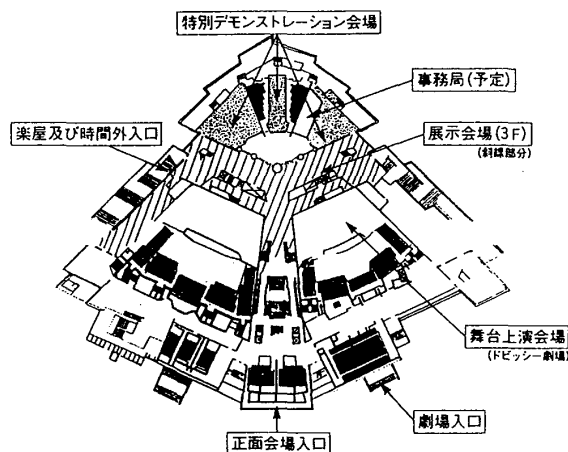 特別デモンストレーション会場
事務局(予定)
楽屋及び時間外入口
展示会場(3F)
(斜線部分)
舞台上演会場
(ドビッシー劇場)
劇場入口
正面会場入口